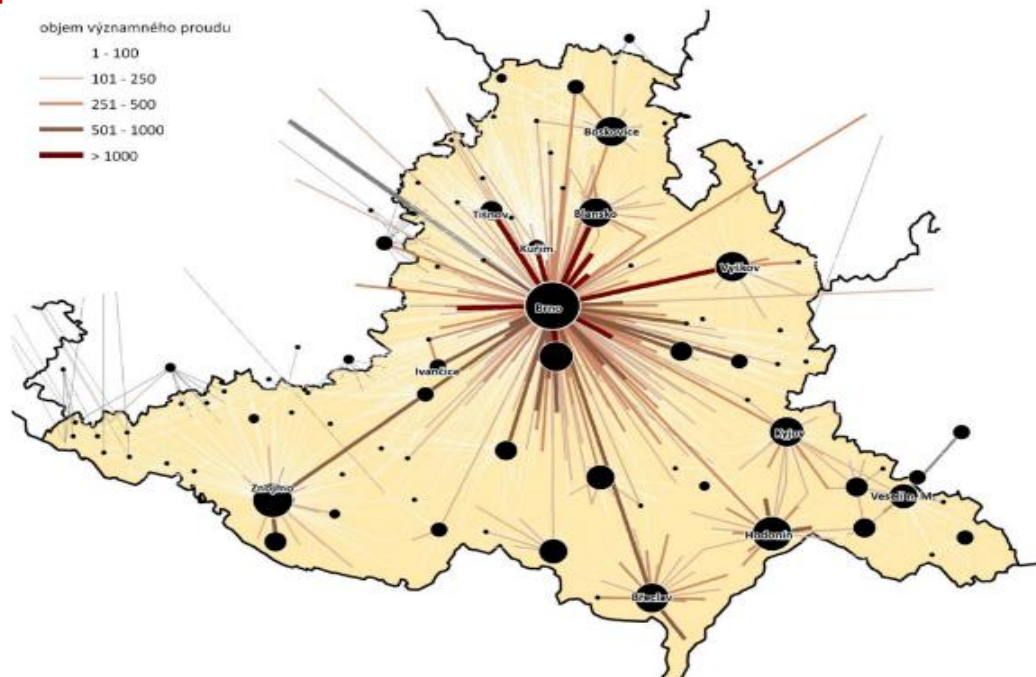 objem významného proudu
1 - 100
101 - 250
251 - 500
501 - 1000
> 1000
Boskovice
Tišnov
Blansko
Kuřim
Vyškov
Brno
Ivančice
Kyjov
Znojmo
Veselí n. M.
Hodonín
Břeclav